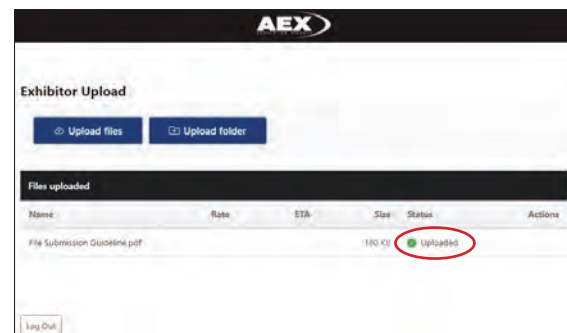 AEX
Exhibitor Upload
Upload files Upload folder
Files uploaded
Name Rate ETA Size Status Actions
File Submission Guideline.pdf 180 KB Uploaded
Log Out